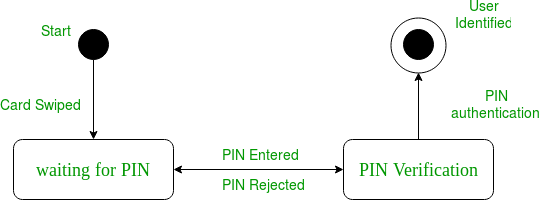 User
Identified
Start
PIN
authentication
Card Swiped
PIN Entered
waiting for PIN
PIN Verification
PIN Rejected